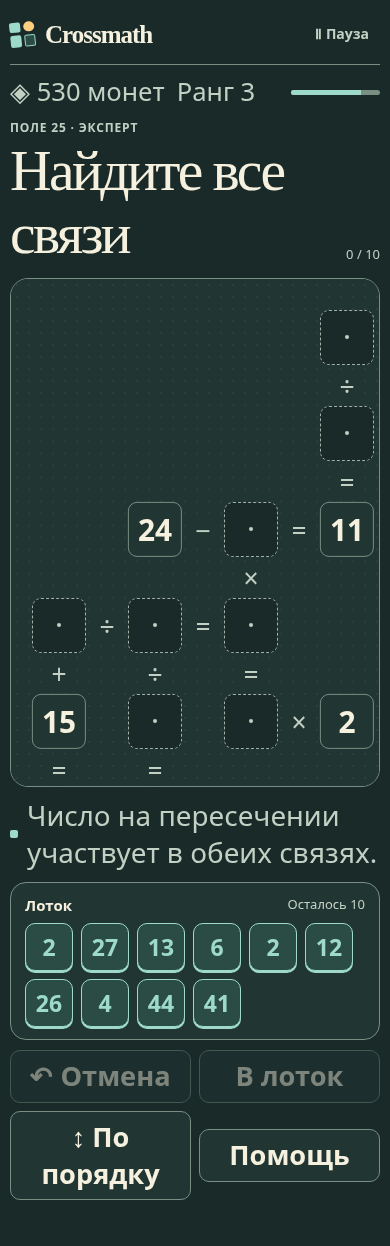 Crossmath
Ⅱ Пауза
◈ 530 монет Ранг 3
ПОЛЕ 25 · ЭКСПЕРТ
Найдите все
связи
0 / 10
·
÷
·
=
24 − · = 11
×
· ÷ · = ·
+ ÷ =
15 · · × 2
= =
Число на пересечении
участвует в обеих связях.
Лоток
Осталось 10
2 27 13 6 2 12
26 4 44 41
↶ Отмена
В лоток
↕ По
порядку
Помощь